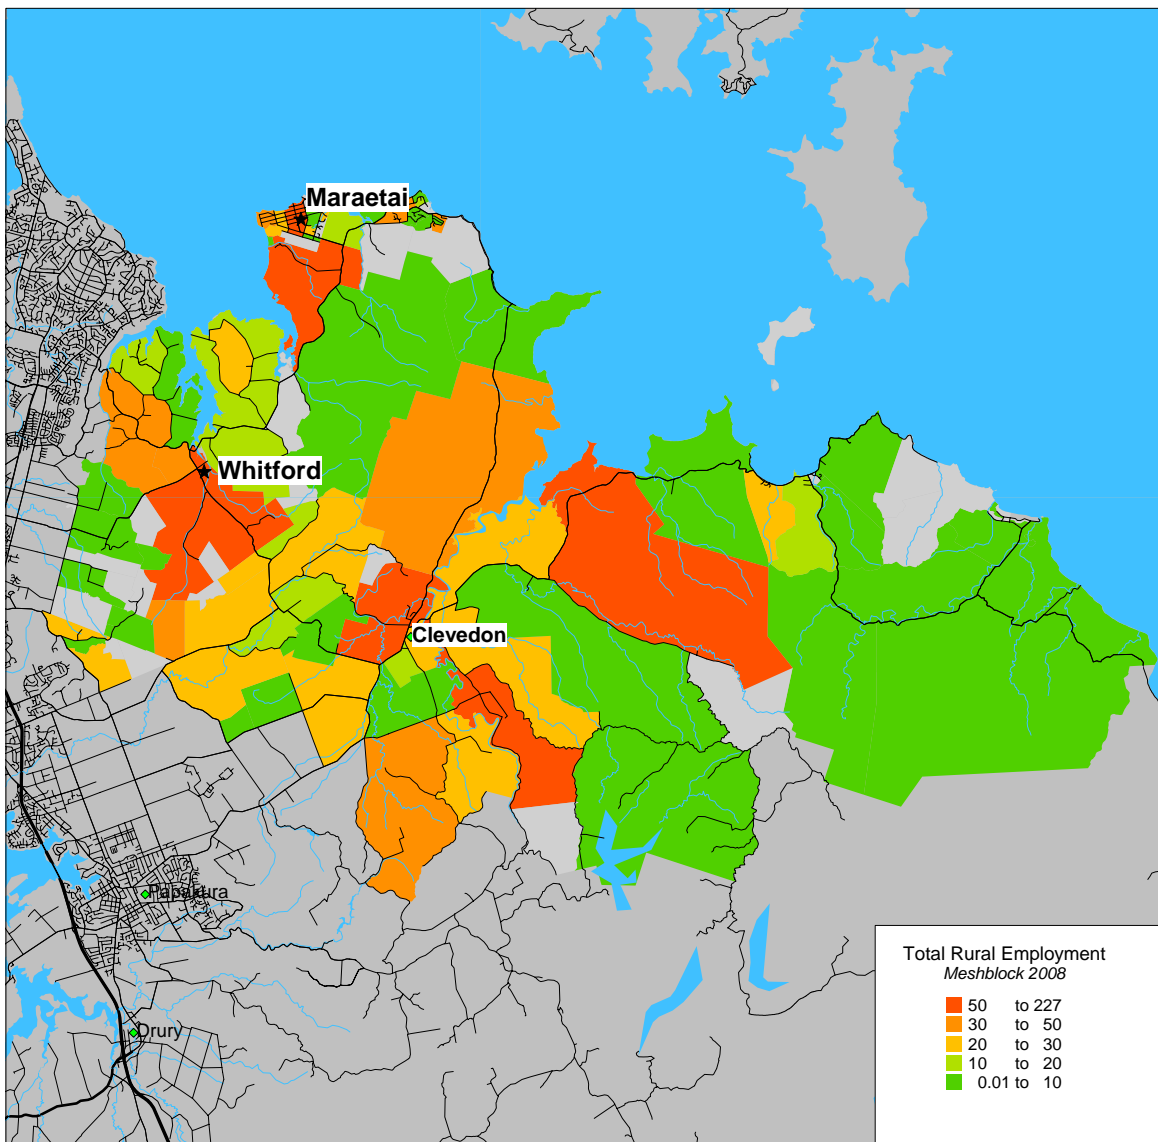 Maraetai
Whitford
Clevedon
Papakura
Drury
Total Rural Employment
Meshblock 2008
50 to 227
30 to 50
20 to 30
10 to 20
0.01 to 10